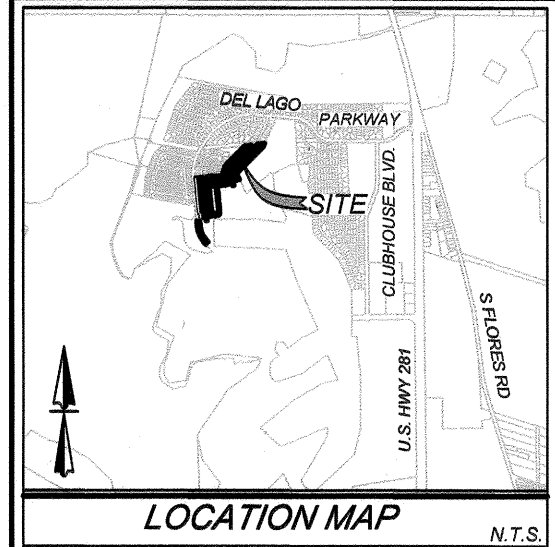 DEL LAGO
PARKWAY
SITE
CLUBHOUSE BLVD.
U.S. HWY 281
S FLORES RD
LOCATION MAP
N.T.S.